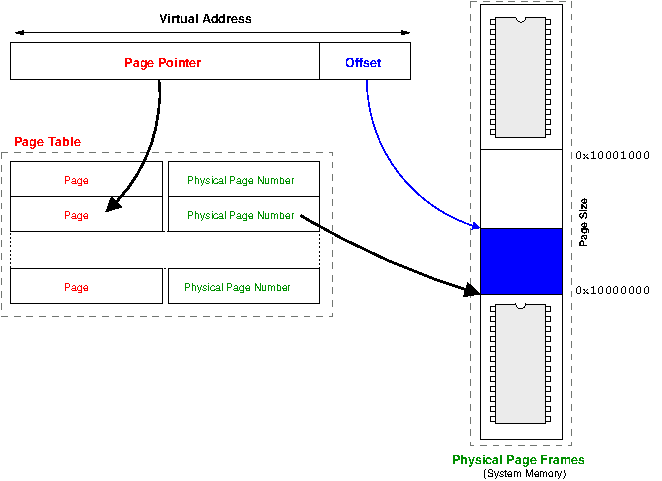 Virtual Address
Page Pointer
Offset
Page Table
Page
Physical Page Number
Page
Physical Page Number
Page
Physical Page Number
0x10001000
Page Size
0x10000000
Physical Page Frames
(System Memory)